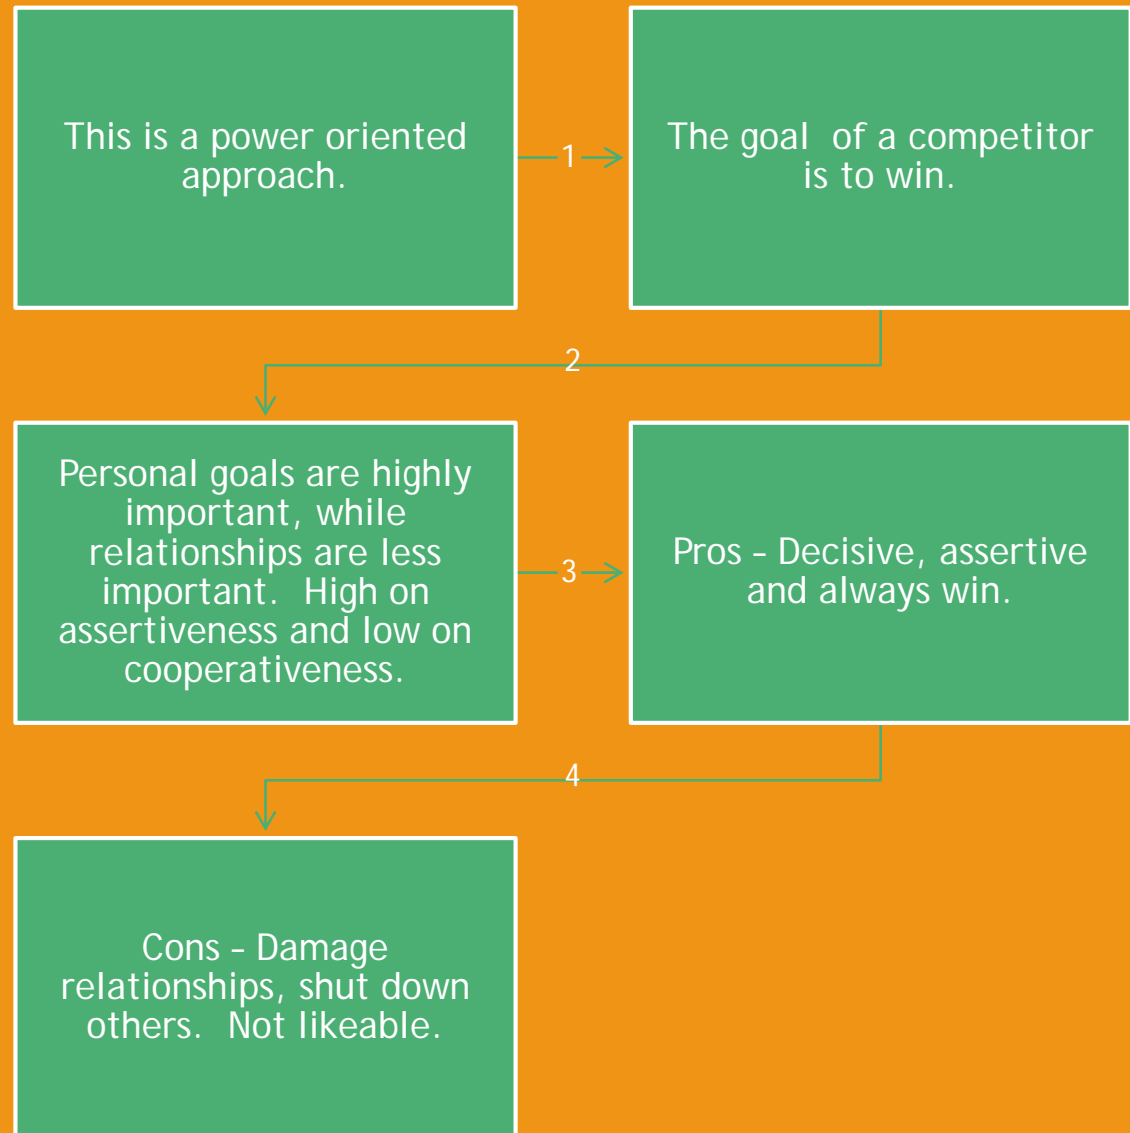 This is a power oriented
approach.
1
The goal  of a competitor
is to win.
2
Personal goals are highly
important, while
relationships are less
important.  High on
assertiveness and low on
cooperativeness.
3
Pros – Decisive, assertive
and always win.
4
Cons – Damage
relationships, shut down
others.  Not likeable.